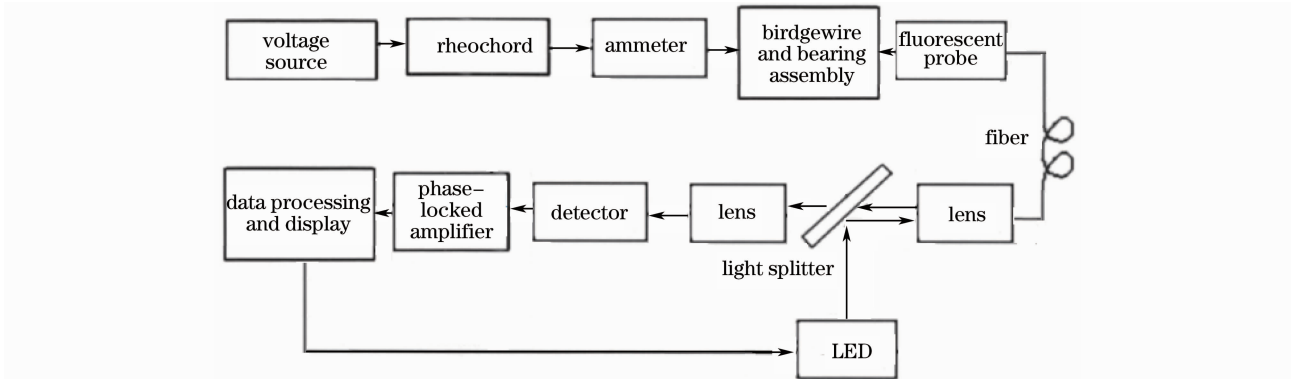 voltage
source
rheochord
ammeter
birdgewire
and bearing
assembly
fluorescent
probe
fiber
data processing
and display
phase-
locked
amplifier
detector
lens
lens
light splitter
LED